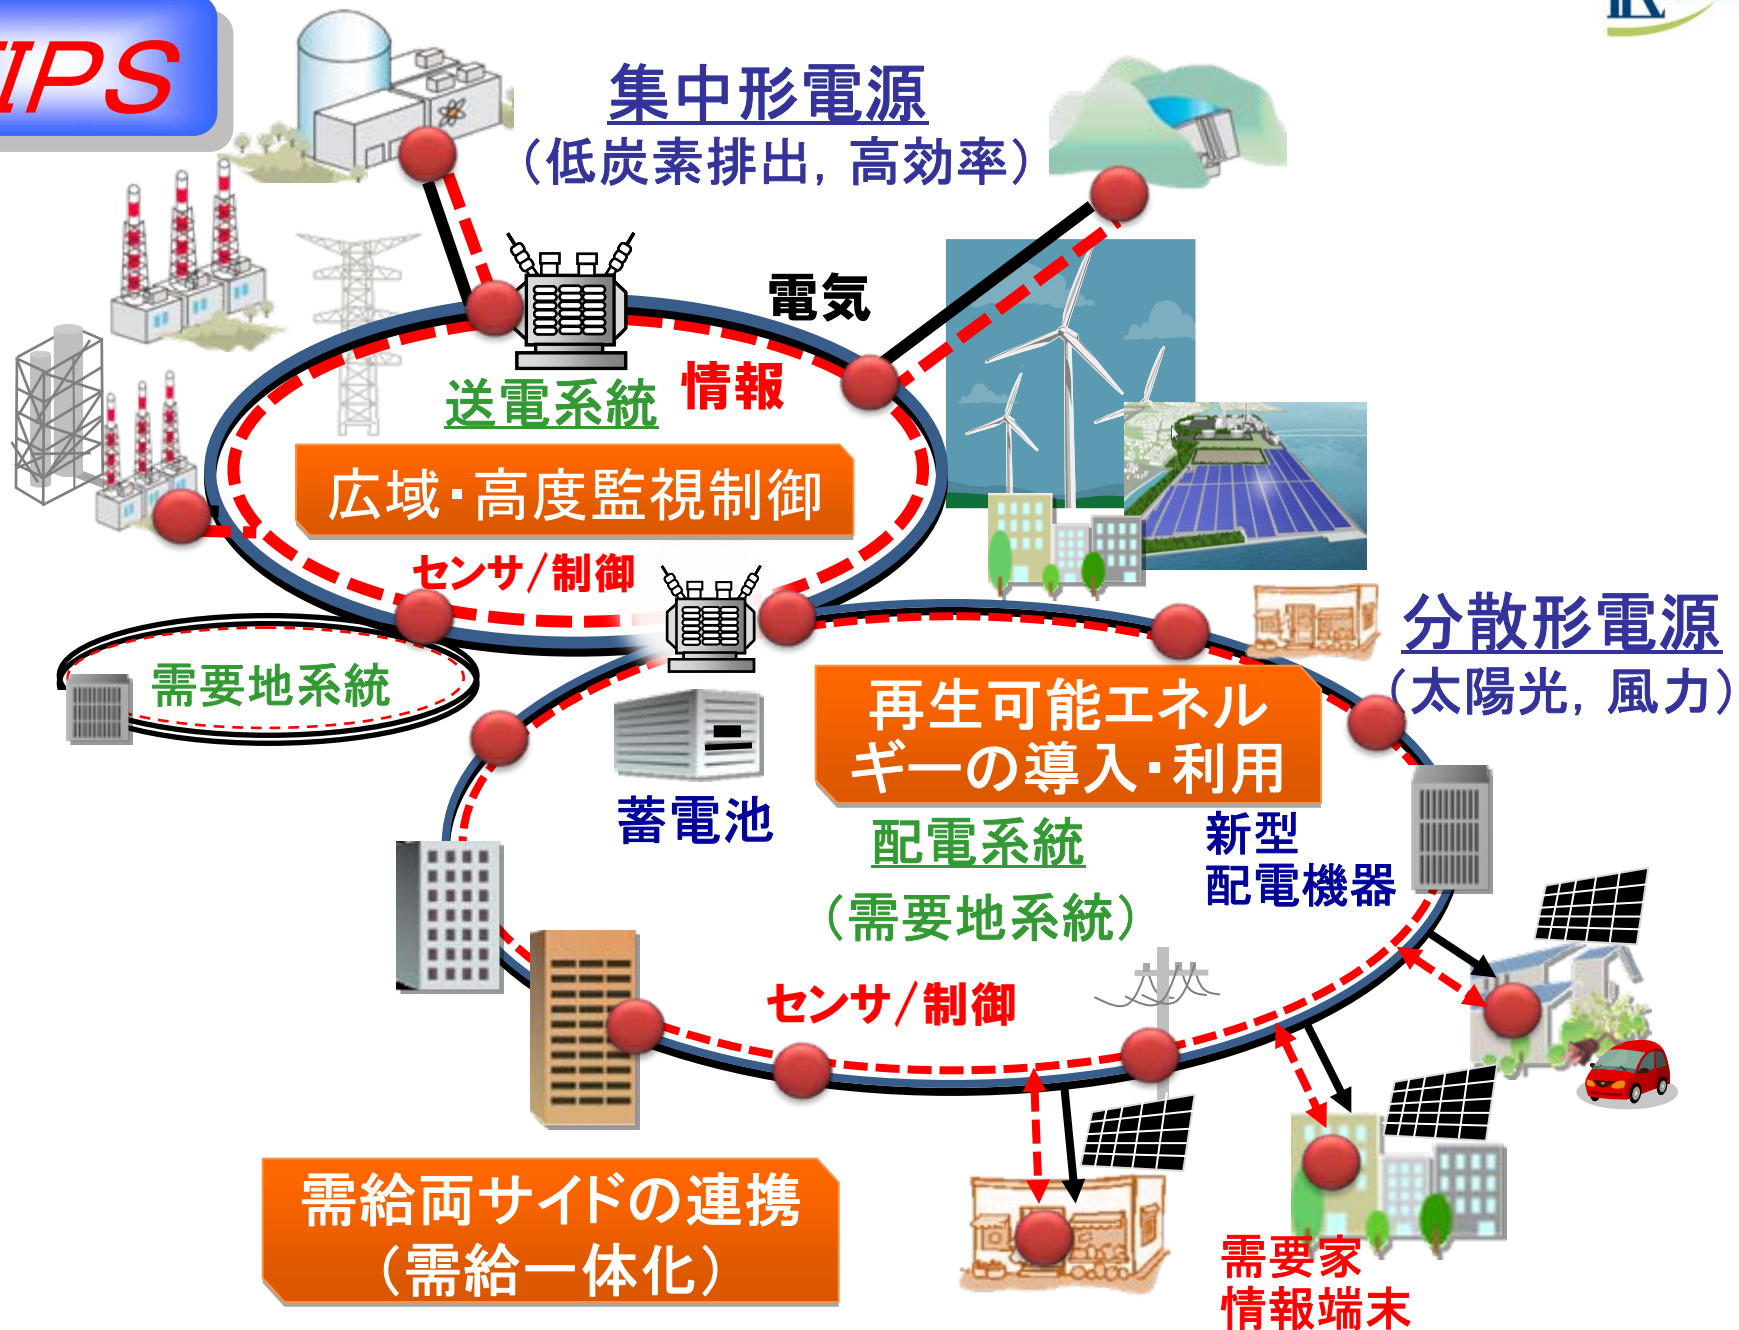 IPS
集中形電源
（低炭素排出，高効率）
電気
情報
送電系統
広域・高度監視制御
センサ/制御
需要地系統
分散形電源
（太陽光，風力）
再生可能エネル
ギーの導入・利用
蓄電池
配電系統
（需要地系統）
新型
配電機器
センサ/制御
需給両サイドの連携
（需給一体化）
需要家
情報端末